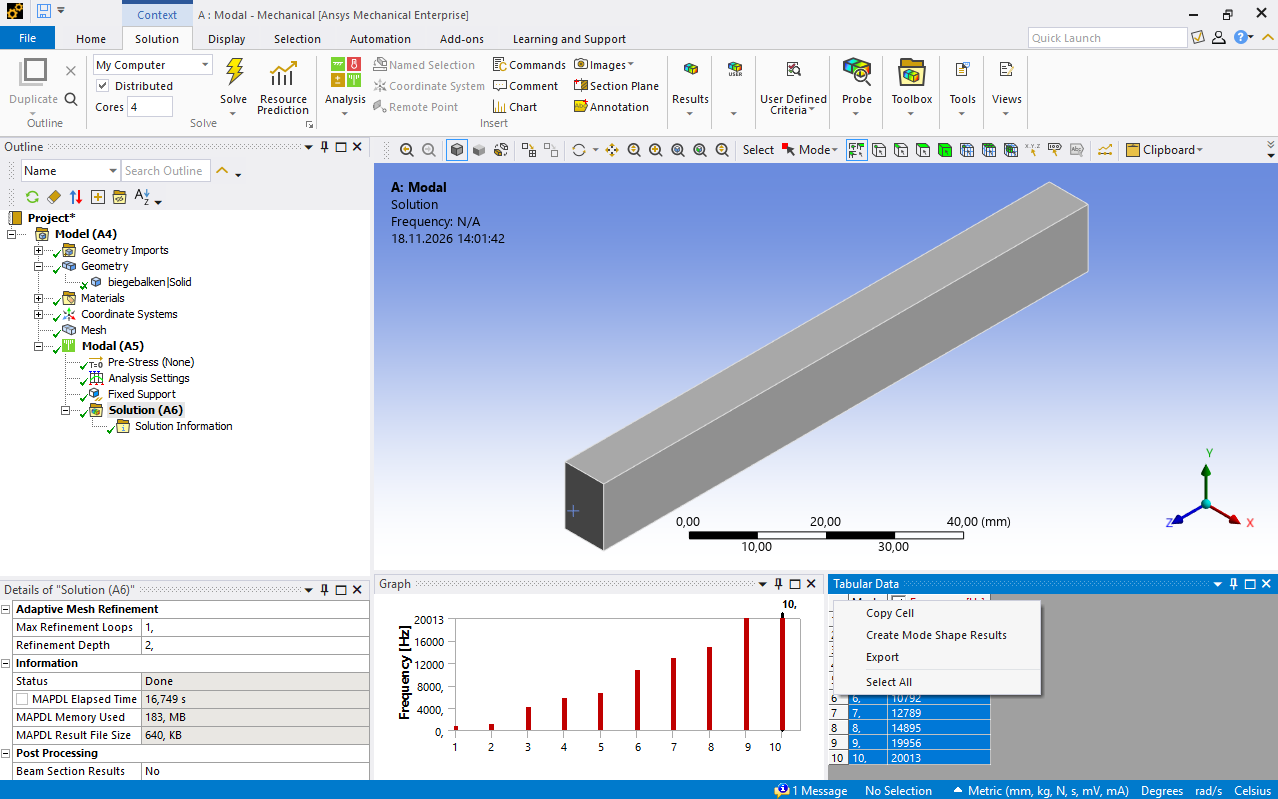 Context
A : Modal - Mechanical [Ansys Mechanical Enterprise]
File Home Solution Display Selection Automation Add-ons Learning and Support
Quick Launch
Duplicate
Outline
My Computer
Distributed
Cores 4
Solve
Resource
Prediction
Solve
Analysis
Named Selection
Coordinate System
Remote Point
Commands
Comment
Chart
Images
Section Plane
Annotation
Insert
Results
USER
User Defined
Criteria
Probe
Toolbox
Tools
Views
Outline
Name Search Outline
Select Mode Clipboard
Project*
Model (A4)
Geometry Imports
Geometry
biegebalken|Solid
Materials
Coordinate Systems
Mesh
Modal (A5)
Pre-Stress (None)
Analysis Settings
Fixed Support
Solution (A6)
Solution Information
A: Modal
Solution
Frequency: N/A
18.11.2026 14:01:42
0,00 20,00 40,00 (mm)
10,00 30,00
Y
Z X
Details of "Solution (A6)"
Adaptive Mesh Refinement
Max Refinement Loops 1,
Refinement Depth 2,
Information
Status Done
MAPDL Elapsed Time 16,749 s
MAPDL Memory Used 183, MB
MAPDL Result File Size 640, KB
Post Processing
Beam Section Results No
Graph
10,
Frequency [Hz]
20013
16000
12000
8000,
4000,
0,
1 2 3 4 5 6 7 8 9 10
Tabular Data
Copy Cell
Create Mode Shape Results
Export
Select All
6 6, 10792
7 7, 12789
8 8, 14895
9 9, 19956
10 10, 20013
1 Message No Selection Metric (mm, kg, N, s, mV, mA) Degrees rad/s Celsius